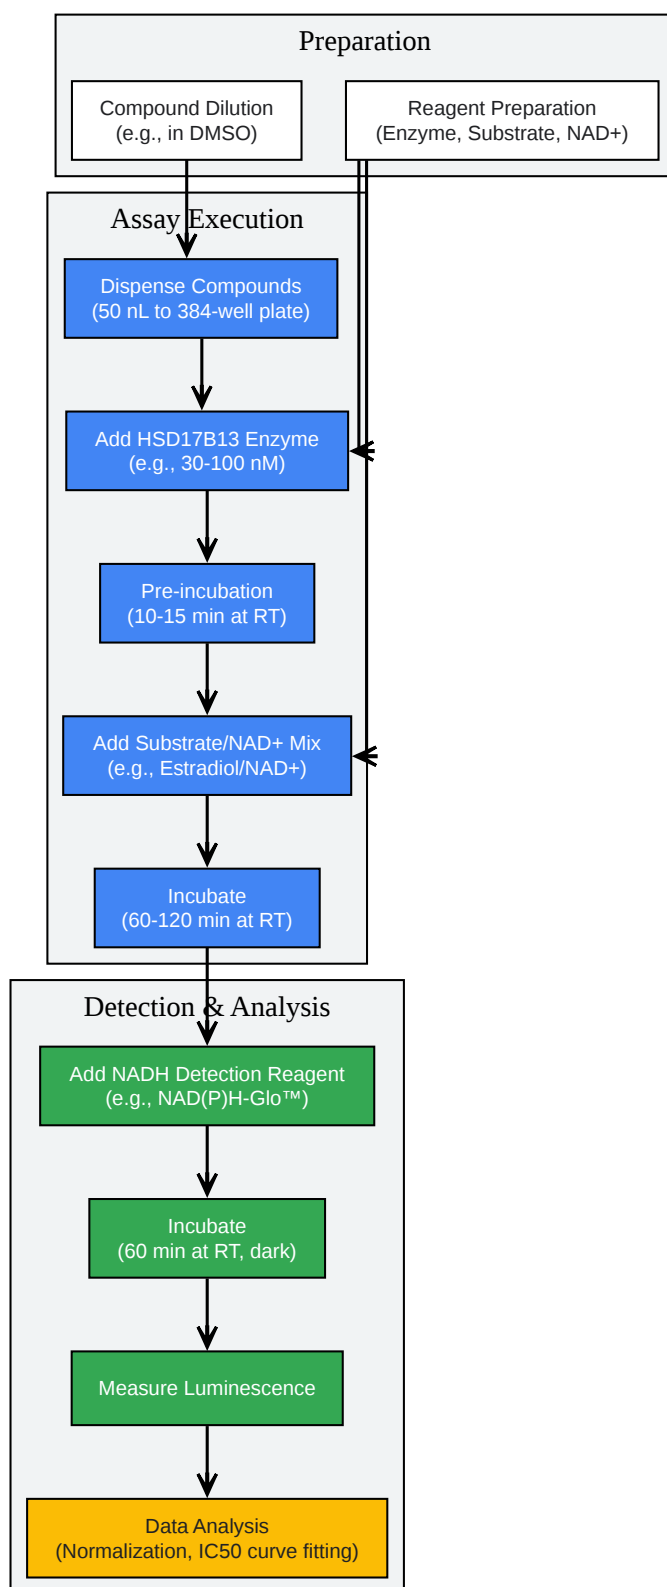 Preparation
Compound Dilution
(e.g., in DMSO)
Reagent Preparation
(Enzyme, Substrate, NAD+)
Assay Execution
Dispense Compounds
(50 nL to 384-well plate)
Add HSD17B13 Enzyme
(e.g., 30-100 nM)
Pre-incubation
(10-15 min at RT)
Add Substrate/NAD+ Mix
(e.g., Estradiol/NAD+)
Incubate
(60-120 min at RT)
Detection & Analysis
Add NADH Detection Reagent
(e.g., NAD(P)H-Glo™)
Incubate
(60 min at RT, dark)
Measure Luminescence
Data Analysis
(Normalization, IC50 curve fitting)